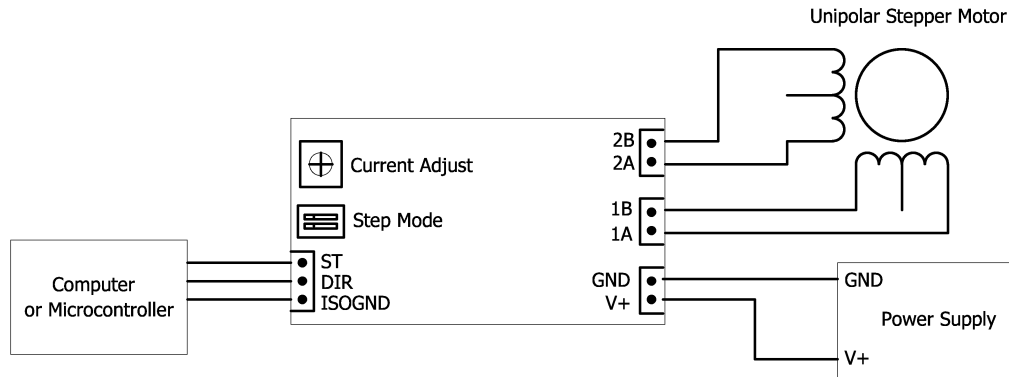 Unipolar Stepper Motor
2B
2A
Current Adjust
1B
1A
Step Mode
ST
DIR
ISOGND
Computer
or Microcontroller
GND
V+
GND
Power Supply
V+